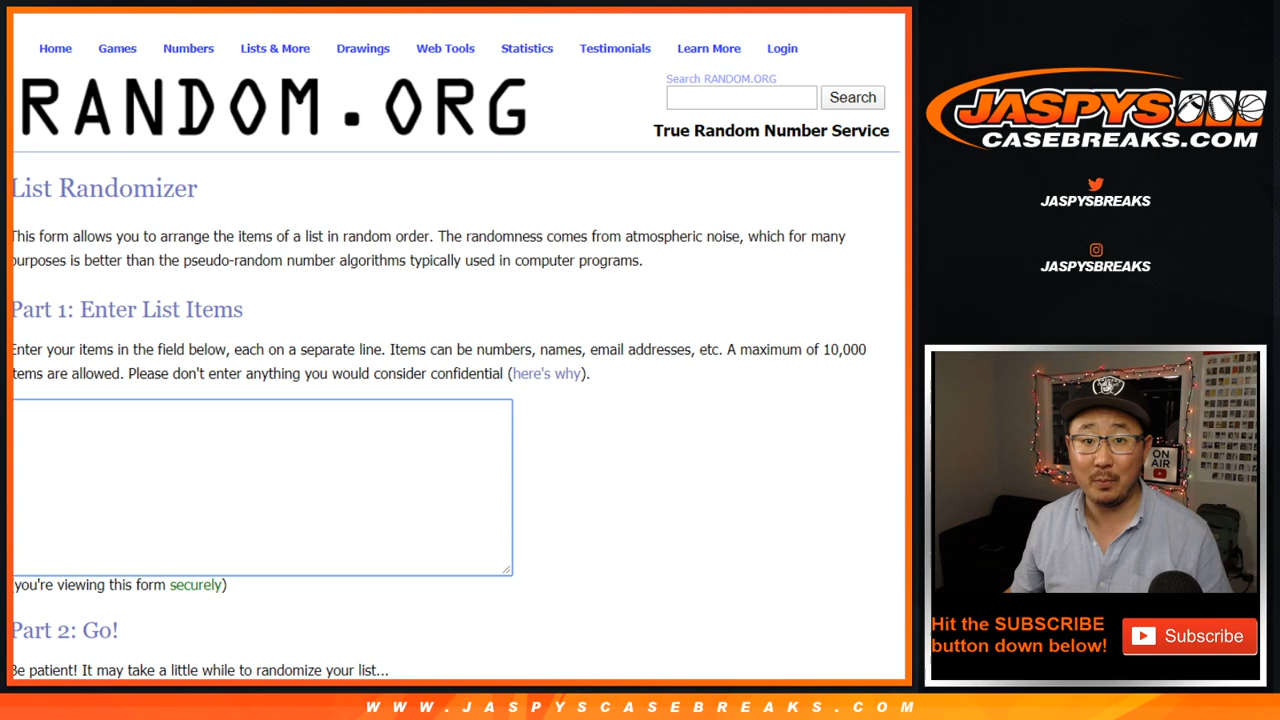 Home Games Numbers Lists & More Drawings Web Tools Statistics Testimonials Learn More Login
RANDOM.ORG
Search RANDOM.ORG
Search
True Random Number Service
List Randomizer
This form allows you to arrange the items of a list in random order. The randomness comes from atmospheric noise, which for many
purposes is better than the pseudo-random number algorithms typically used in computer programs.
Part 1: Enter List Items
Enter your items in the field below, each on a separate line. Items can be numbers, names, email addresses, etc. A maximum of 10,000
items are allowed. Please don't enter anything you would consider confidential (here's why).
(you're viewing this form securely)
Part 2: Go!
Be patient! It may take a little while to randomize your list...
JASPYS
CASEBREAKS.COM
JASPYSBREAKS
JASPYSBREAKS
ON
AIR
Hit the SUBSCRIBE
button down below!
Subscribe
WWW.JASPYSCASEBREAKS.COM